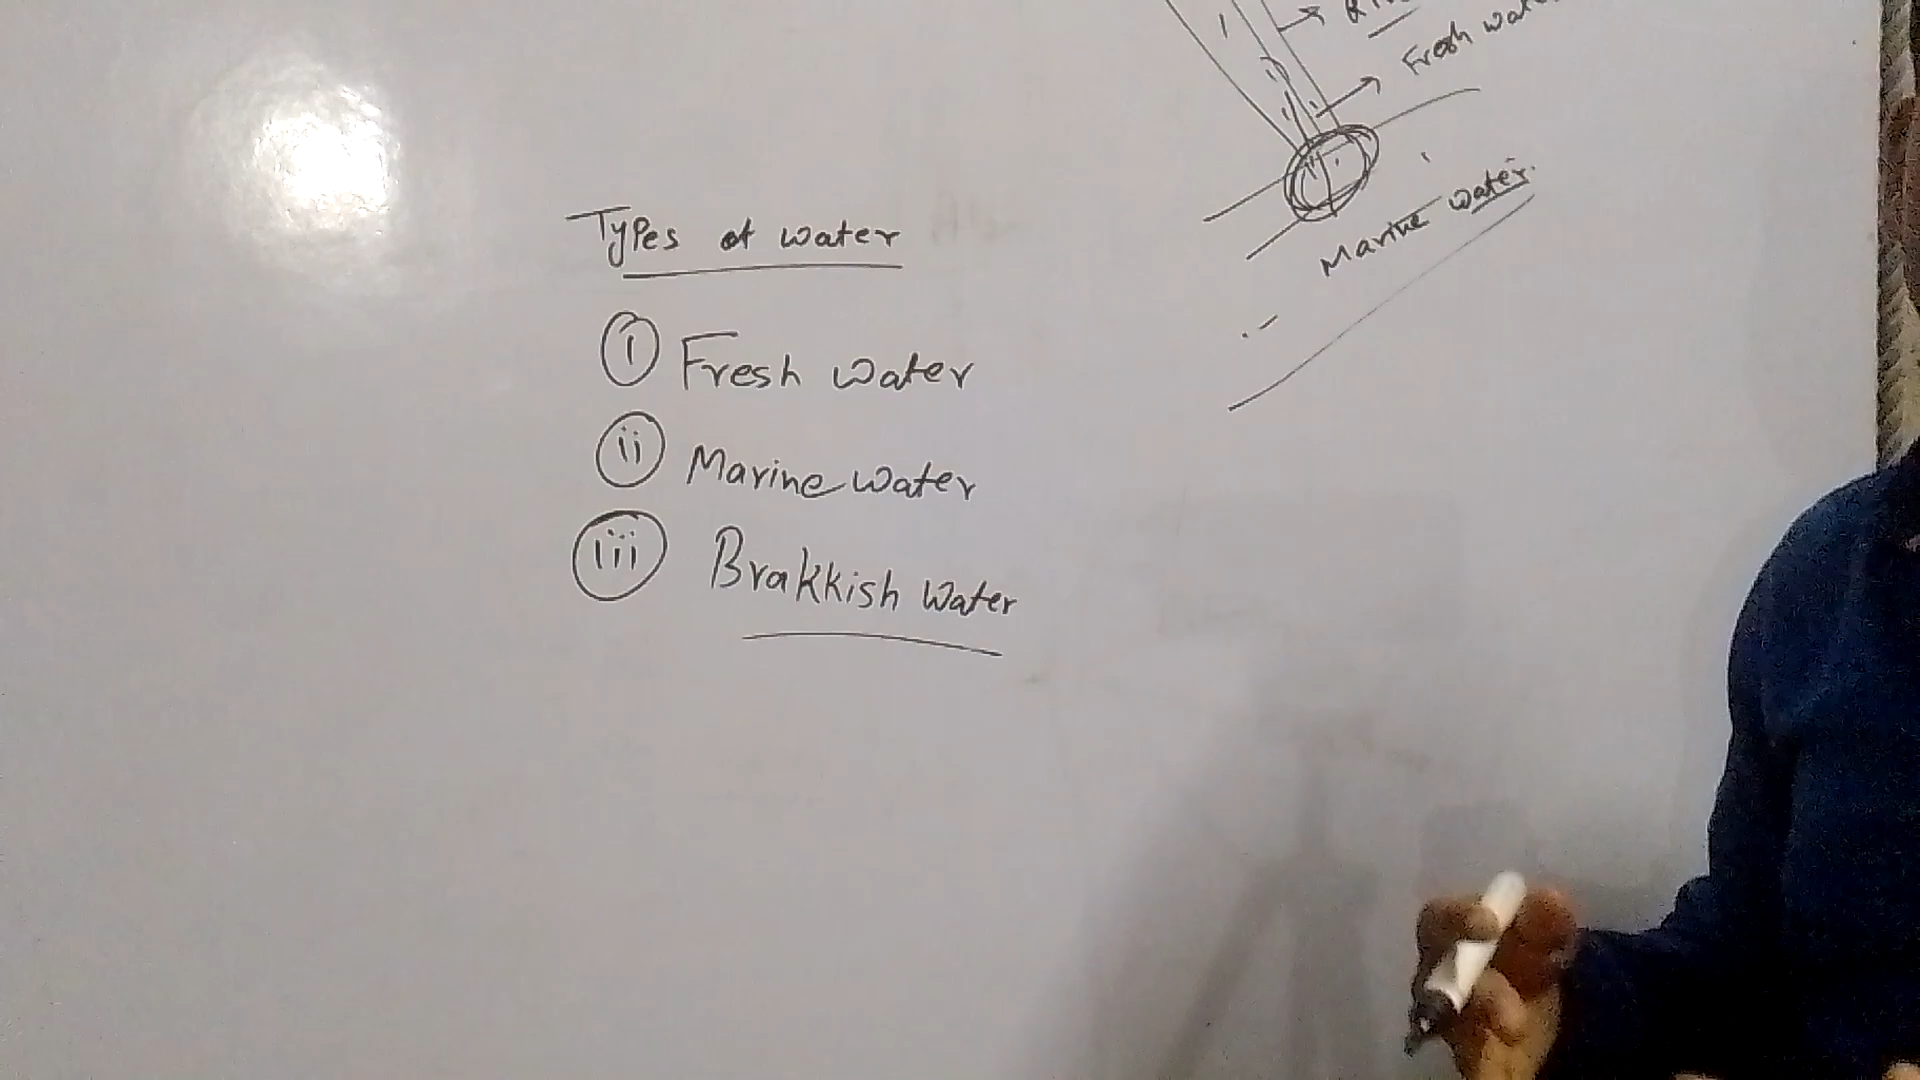 Types of water
i Fresh water
ii Marine water
iii Brakkish water
Fresh water
Marine water.